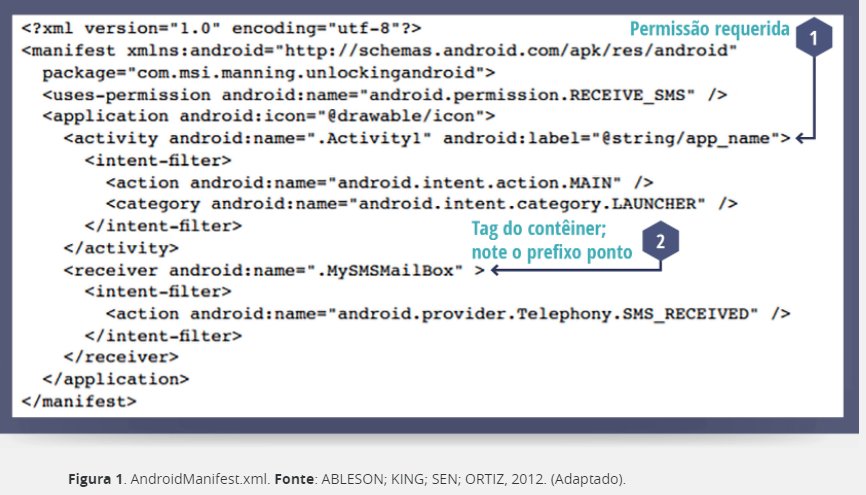 <?xml version="1.0" encoding="utf-8"?>
Permissão requerida
1
<manifest xmlns:android="http://schemas.android.com/apk/res/android"
package="com.msi.manning.unlockingandroid">
<uses-permission android:name="android.permission.RECEIVE_SMS" />
<application android:icon="@drawable/icon">
<activity android:name=".Activity1" android:label="@string/app_name">
<intent-filter>
<action android:name="android.intent.action.MAIN" />
<category android:name="android.intent.category.LAUNCHER" />
</intent-filter>
Tag do contêiner;
note o prefixo ponto
2
</activity>
<receiver android:name=".MySMSMailBox" >
<intent-filter>
<action android:name="android.provider.Telephony.SMS_RECEIVED" />
</intent-filter>
</receiver>
</application>
</manifest>
Figura 1. AndroidManifest.xml. Fonte: ABLESON; KING; SEN; ORTIZ, 2012. (Adaptado).